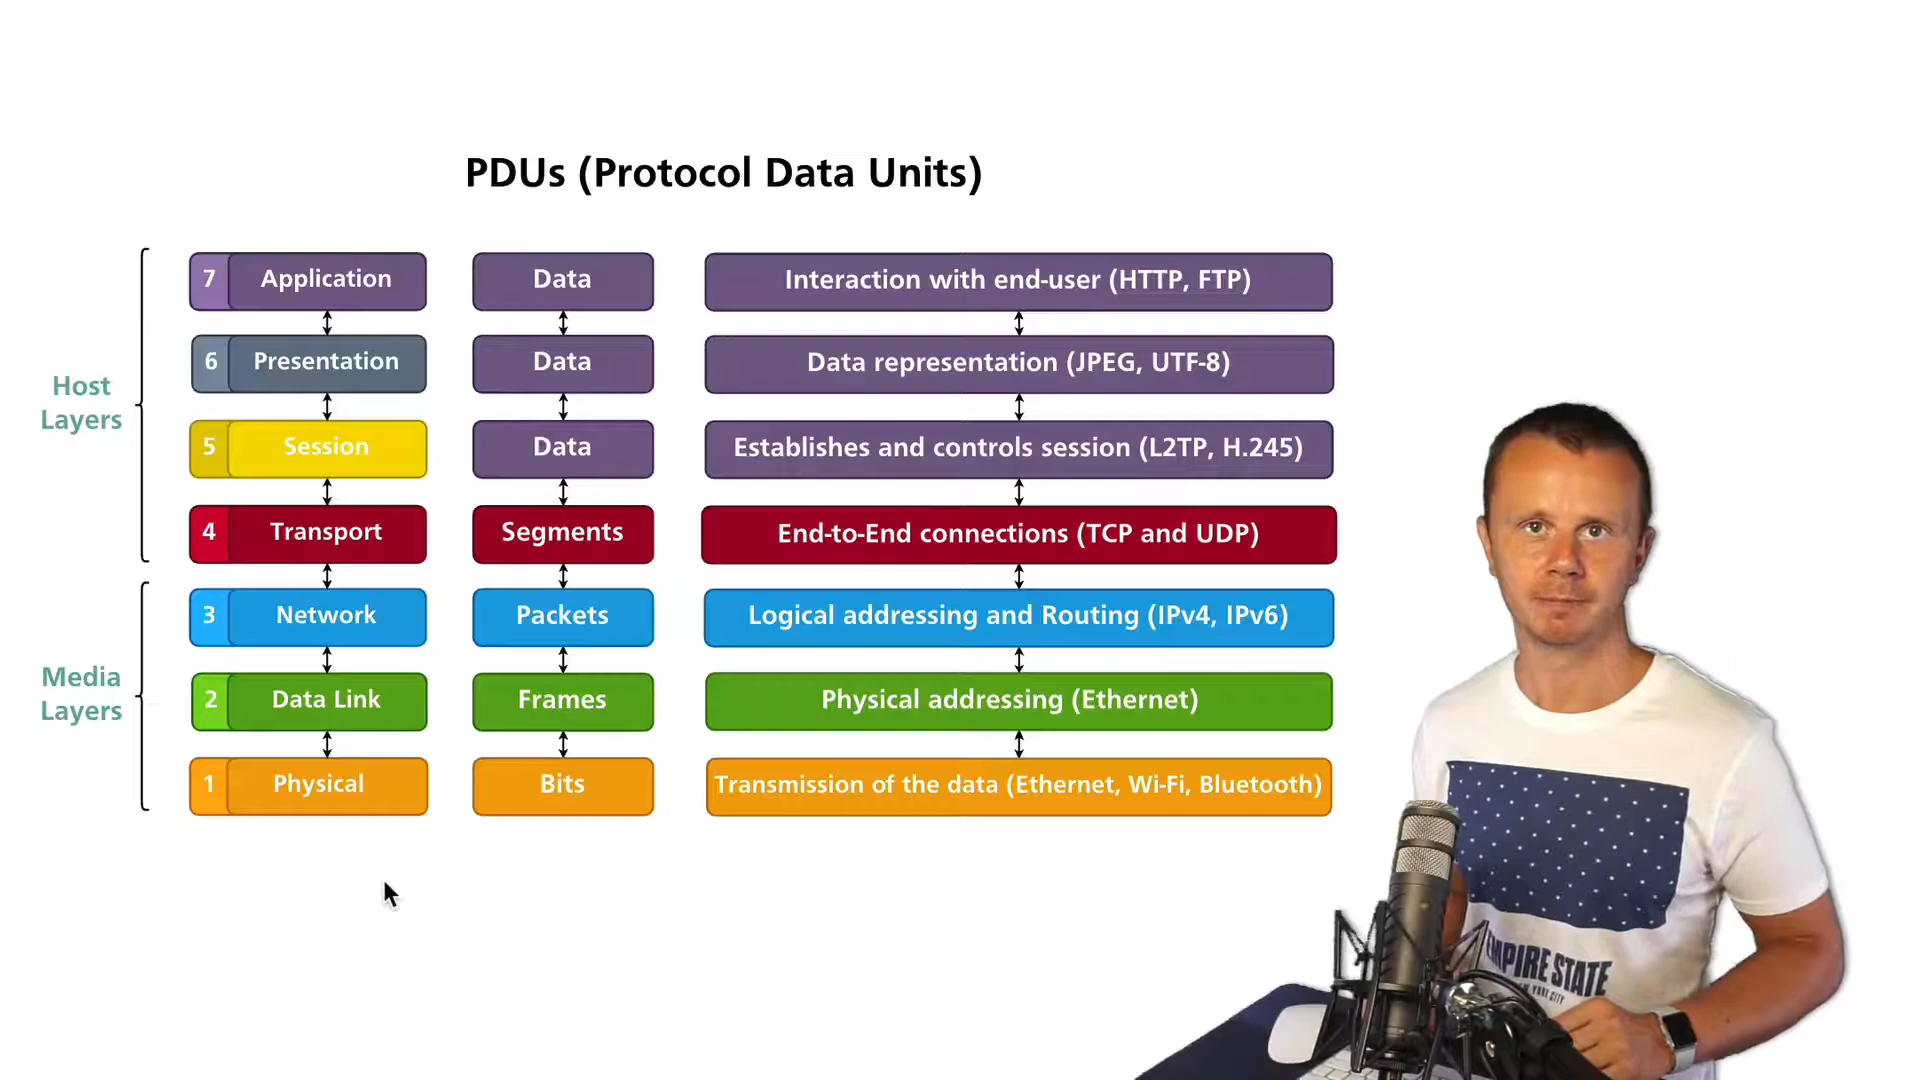 PDUs (Protocol Data Units)
Host
Layers
7 Application Data Interaction with end-user (HTTP, FTP)
6 Presentation Data Data representation (JPEG, UTF-8)
5 Session Data Establishes and controls session (L2TP, H.245)
4 Transport Segments End-to-End connections (TCP and UDP)
Media
Layers
3 Network Packets Logical addressing and Routing (IPv4, IPv6)
2 Data Link Frames Physical addressing (Ethernet)
1 Physical Bits Transmission of the data (Ethernet, Wi-Fi, Bluetooth)
EMPIRE STATE
NEW YORK CITY